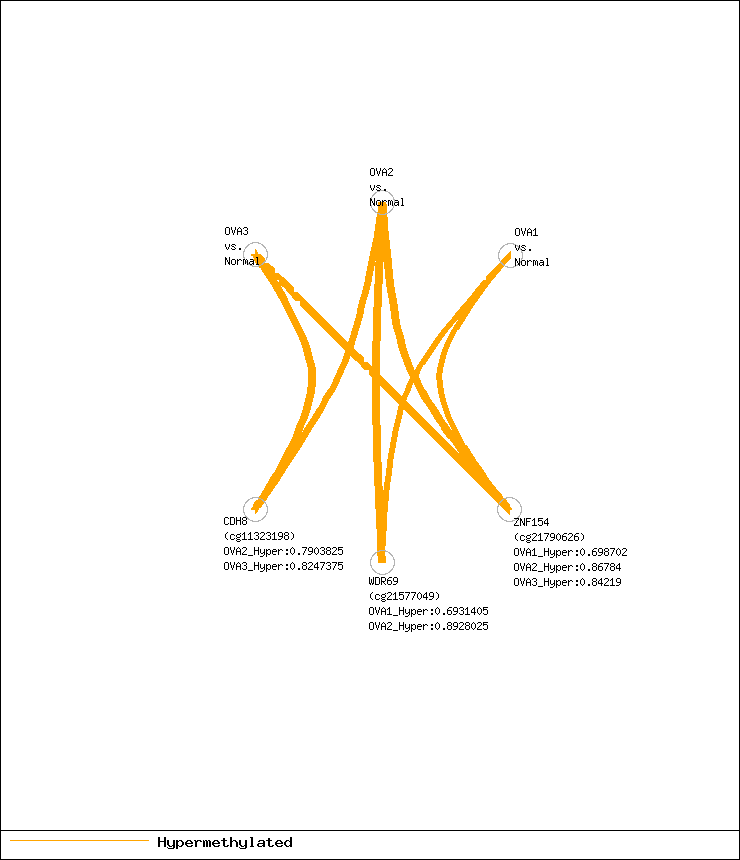 OVA2
vs.
Normal
OVA3
vs.
Normal
OVA1
vs.
Normal
CDH8
(cg11323198)
OVA2_Hyper:0.7903825
OVA3_Hyper:0.8247375
ZNF154
(cg21790626)
OVA1_Hyper:0.698702
OVA2_Hyper:0.86784
OVA3_Hyper:0.84219
WDR69
(cg21577049)
OVA1_Hyper:0.6931405
OVA2_Hyper:0.8928025
Hypermethylated